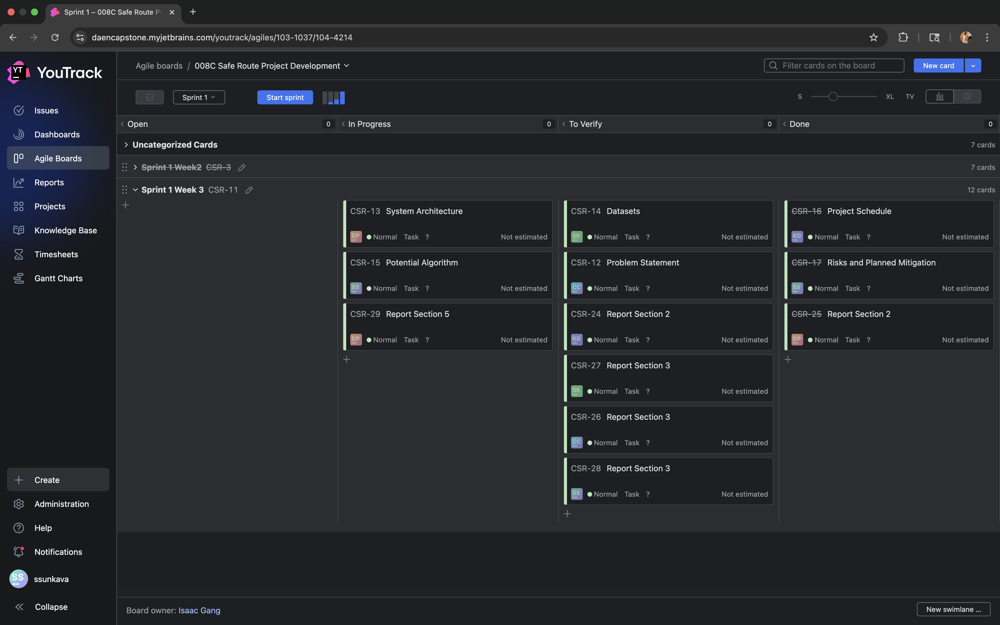 Sprint 1 – 008C Safe Route Pr
daencapstone.myjetbrains.com/youtrack/agiles/103-1037/104-4214
YT YouTrack
Issues
Dashboards
Agile Boards
Reports
Projects
Knowledge Base
Timesheets
Gantt Charts
Create
Administration
Help
Notifications
SS ssunkava
Collapse
Agile boards / 008C Safe Route Project Development
Filter cards on the board
New card
Sprint 1
Start sprint
S XL TV
Open 0 In Progress 0 To Verify 0 Done 0
Uncategorized Cards 7 cards
Sprint 1 Week2 CSR-3 7 cards
Sprint 1 Week 3 CSR-11 12 cards
CSR-13 System Architecture
DP Normal Task ? Not estimated
CSR-15 Potential Algorithm
SS Normal Task ? Not estimated
CSR-29 Report Section 5
DP Normal Task ? Not estimated
CSR-14 Datasets
SK Normal Task ? Not estimated
CSR-12 Problem Statement
CC Normal Task ? Not estimated
CSR-24 Report Section 2
KD Normal Task ? Not estimated
CSR-27 Report Section 3
SK Normal Task ? Not estimated
CSR-26 Report Section 3
CC Normal Task ? Not estimated
CSR-28 Report Section 3
SS Normal Task ? Not estimated
CSR-16 Project Schedule
KD Normal Task ? Not estimated
CSR-17 Risks and Planned Mitigation
SS Normal Task ? Not estimated
CSR-25 Report Section 2
DP Normal Task ? Not estimated
Board owner: Isaac Gang
New swimlane ...